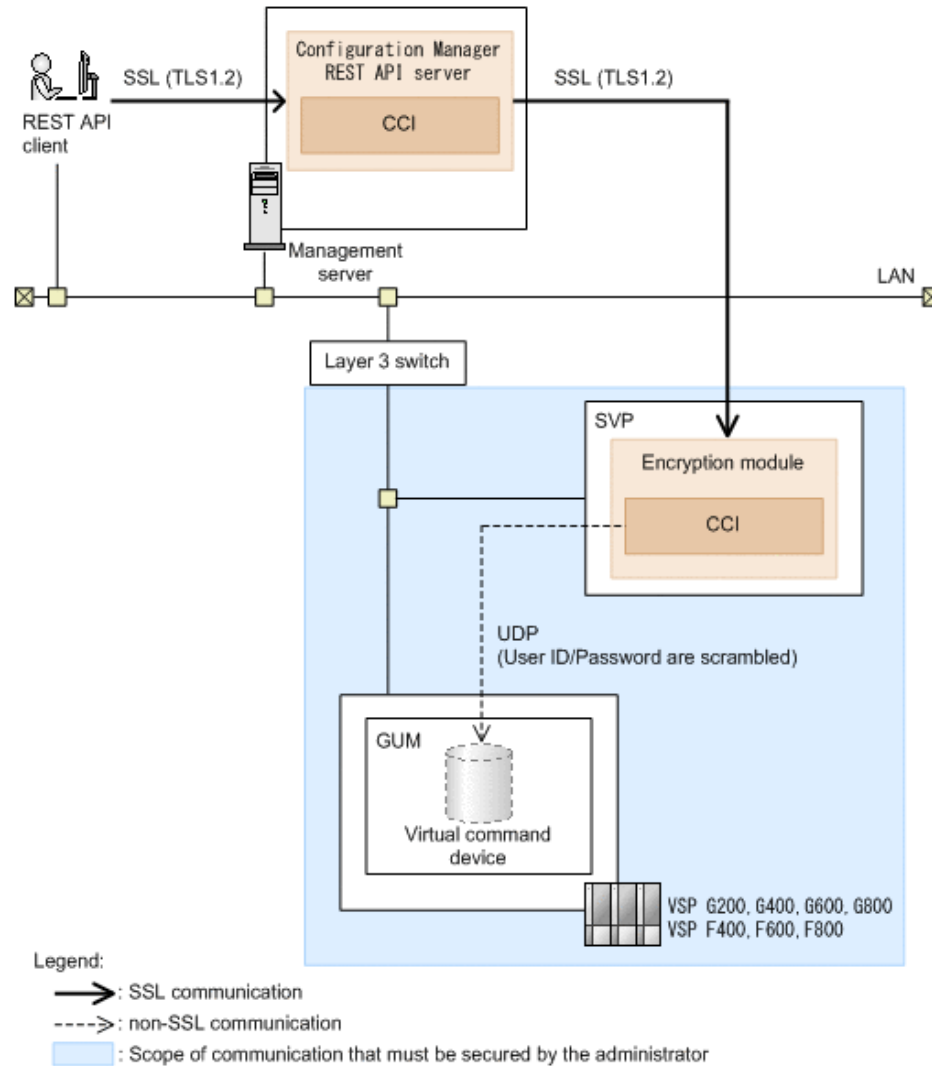 Configuration Manager
REST API server
SSL (TLS1.2)
SSL (TLS1.2)
CCI
REST API
client
Management
server
LAN
Layer 3 switch
SVP
Encryption module
CCI
UDP
(User ID/Password are scrambled)
GUM
Virtual command
device
VSP G200, G400, G600, G800
VSP F400, F600, F800
Legend:
: SSL communication
: non-SSL communication
: Scope of communication that must be secured by the administrator